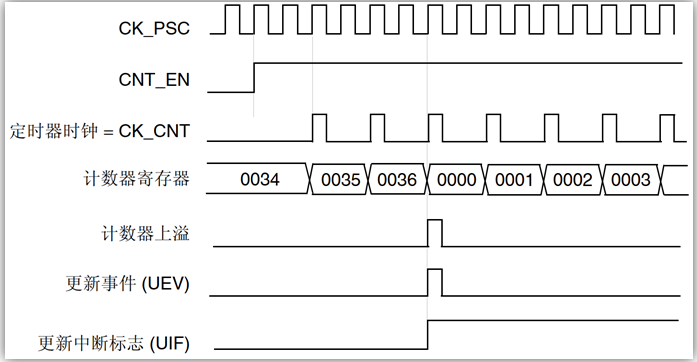 CK_PSC
CNT_EN
定时器时钟 = CK_CNT
计数器寄存器 0034 0035 0036 0000 0001 0002 0003
计数器上溢
更新事件 (UEV)
更新中断标志 (UIF)